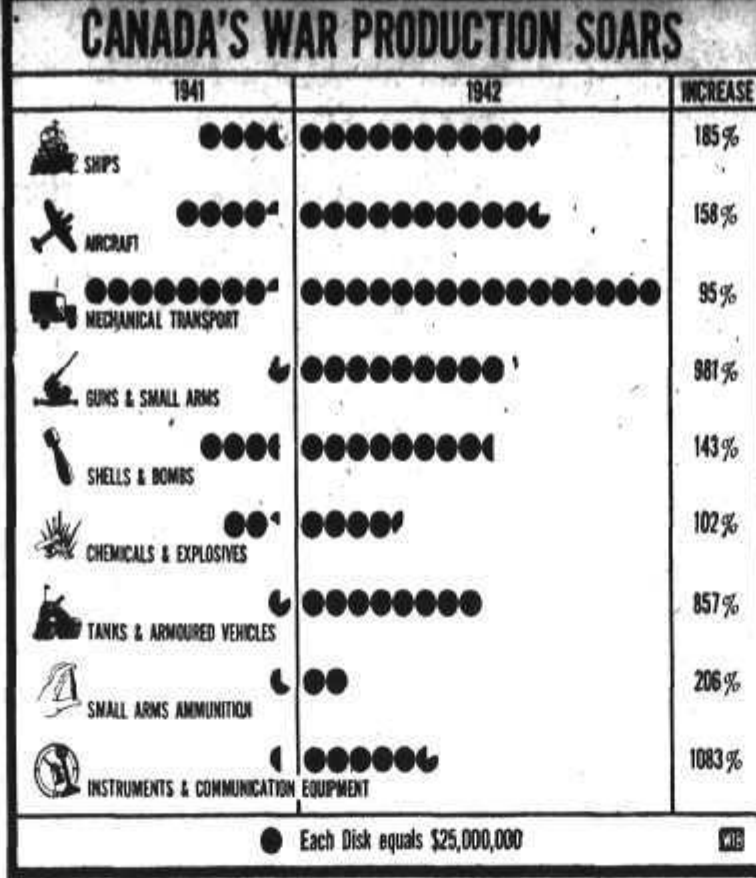 CANADA'S WAR PRODUCTION SOARS
1941 1942 INCREASE
SHIPS 185%
AIRCRAFT 158%
MECHANICAL TRANSPORT 95%
GUNS & SMALL ARMS 981%
SHELLS & BOMBS 143%
CHEMICALS & EXPLOSIVES 102%
TANKS & ARMOURED VEHICLES 857%
SMALL ARMS AMMUNITION 206%
INSTRUMENTS & COMMUNICATION EQUIPMENT 1083%
Each Disk equals $25,000,000